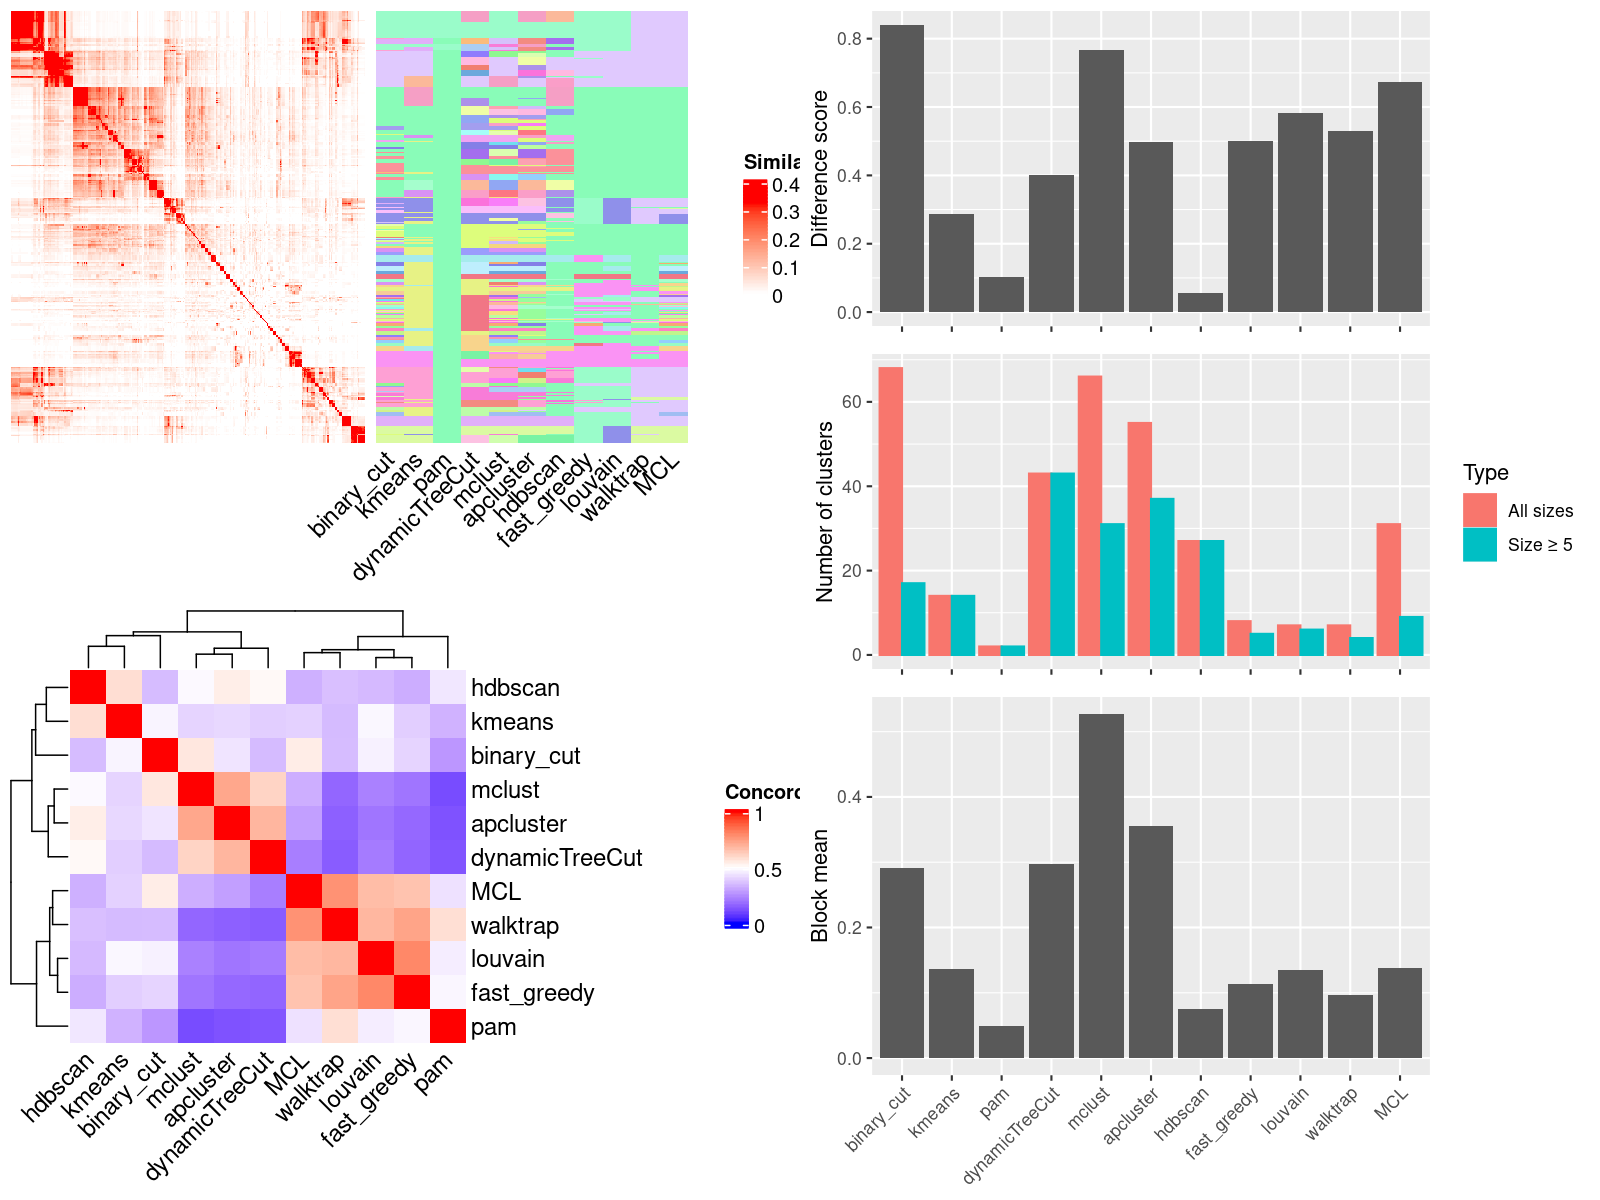 Simila
0.4
0.3
0.2
0.1
0
binary_cut
kmeans
pam
dynamicTreeCut
mclust
apcluster
hdbscan
fast_greedy
louvain
walktrap
MCL
hdbscan
kmeans
binary_cut
mclust
apcluster
dynamicTreeCut
MCL
walktrap
louvain
fast_greedy
pam
hdbscan
kmeans
binary_cut
mclust
apcluster
dynamicTreeCut
MCL
walktrap
louvain
fast_greedy
pam
Concord
1
0.5
0
Difference score
0.8
0.6
0.4
0.2
0.0
Number of clusters
60
40
20
0
Type
All sizes
Size ≥ 5
Block mean
0.4
0.2
0.0
binary_cut
kmeans
pam
dynamicTreeCut
mclust
apcluster
hdbscan
fast_greedy
louvain
walktrap
MCL